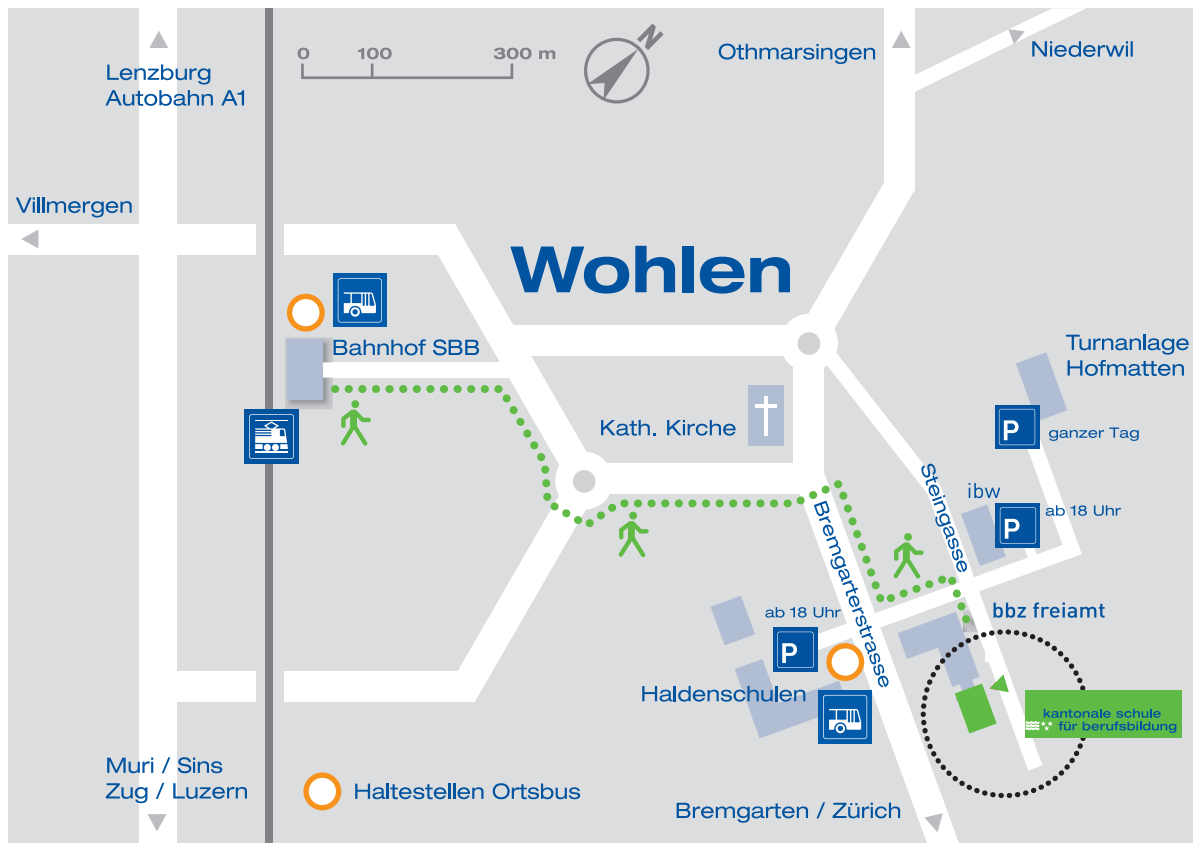 0 100 300 m
N
Othmarsingen
Niederwil
Lenzburg
Autobahn A1
Villmergen
Wohlen
Bahnhof SBB
Turnanlage
Hofmatten
Kath. Kirche
P
ganzer Tag
Steingasse
ibw
P
ab 18 Uhr
Bremgarterstrasse
ab 18 Uhr
P
bbz freiamt
Haldenschulen
kantonale schule
für berufsbildung
Muri / Sins
Zug / Luzern
Haltestellen Ortsbus
Bremgarten / Zürich